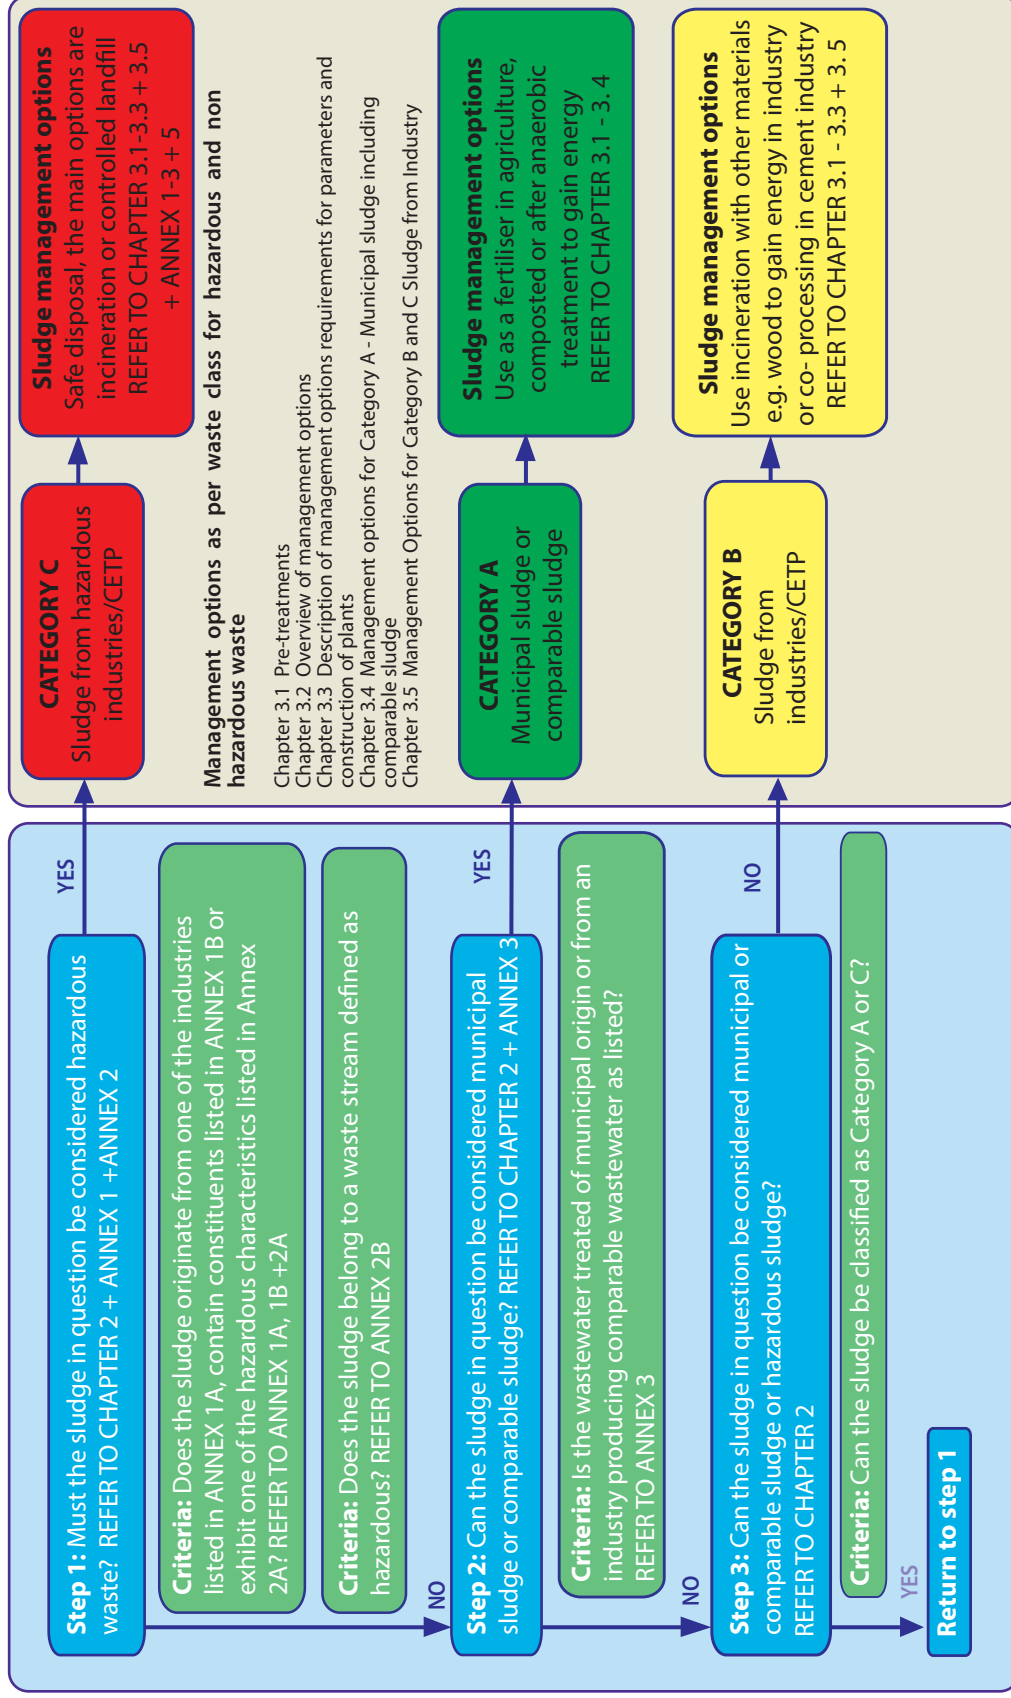 Step 1: Must the sludge in question be considered hazardous
waste?  REFER TO CHAPTER 2 + ANNEX 1 +ANNEX 2
YES
Criteria: Does the sludge originate from one of the industries
listed in ANNEX 1A, contain constituents listed in ANNEX 1B or
exhibit one of the hazardous characteristics listed in Annex
2A? REFER TO ANNEX 1A, 1B +2A
Criteria: Does the sludge belong to a waste stream defined as
hazardous? REFER TO ANNEX 2B
NO
Step 2: Can the sludge in question be considered municipal
sludge or comparable sludge? REFER TO CHAPTER 2 + ANNEX 3
YES
Criteria: Is the wastewater treated of municipal origin or from an
industry producing comparable wastewater as listed?
REFER TO ANNEX 3
NO
Step 3: Can the sludge in question be considered municipal or
comparable sludge or hazardous sludge?
REFER TO CHAPTER 2
NO
Criteria: Can the sludge be classified as Category A or C?
YES
Return to step 1
CATEGORY C
Sludge from hazardous
industries/CETP
Sludge management options
Safe disposal, the main options are
incineration or controlled landfill
REFER TO CHAPTER 3.1-3.3 + 3.5
+ ANNEX 1-3 + 5
Management options as per waste class for hazardous and non
hazardous waste
Chapter 3.1 Pre-treatments
Chapter 3.2 Overview of management options
Chapter 3.3 Description of management options requirements for parameters and
construction of plants
Chapter 3.4 Management options for Category A - Municipal sludge including
comparable sludge
Chapter 3.5 Management Options for Category B and C Sludge from Industry
CATEGORY A
Municipal sludge or
comparable sludge
Sludge management options
Use as a fertiliser in agriculture,
composted or after anaerobic
treatment to gain energy
REFER TO CHAPTER 3.1 - 3. 4
CATEGORY B
Sludge from
industries/CETP
Sludge management options
Use incineration with other materials
e.g. wood to gain energy in industry
or co- processing in cement industry
REFER TO CHAPTER 3.1 - 3.3 + 3. 5